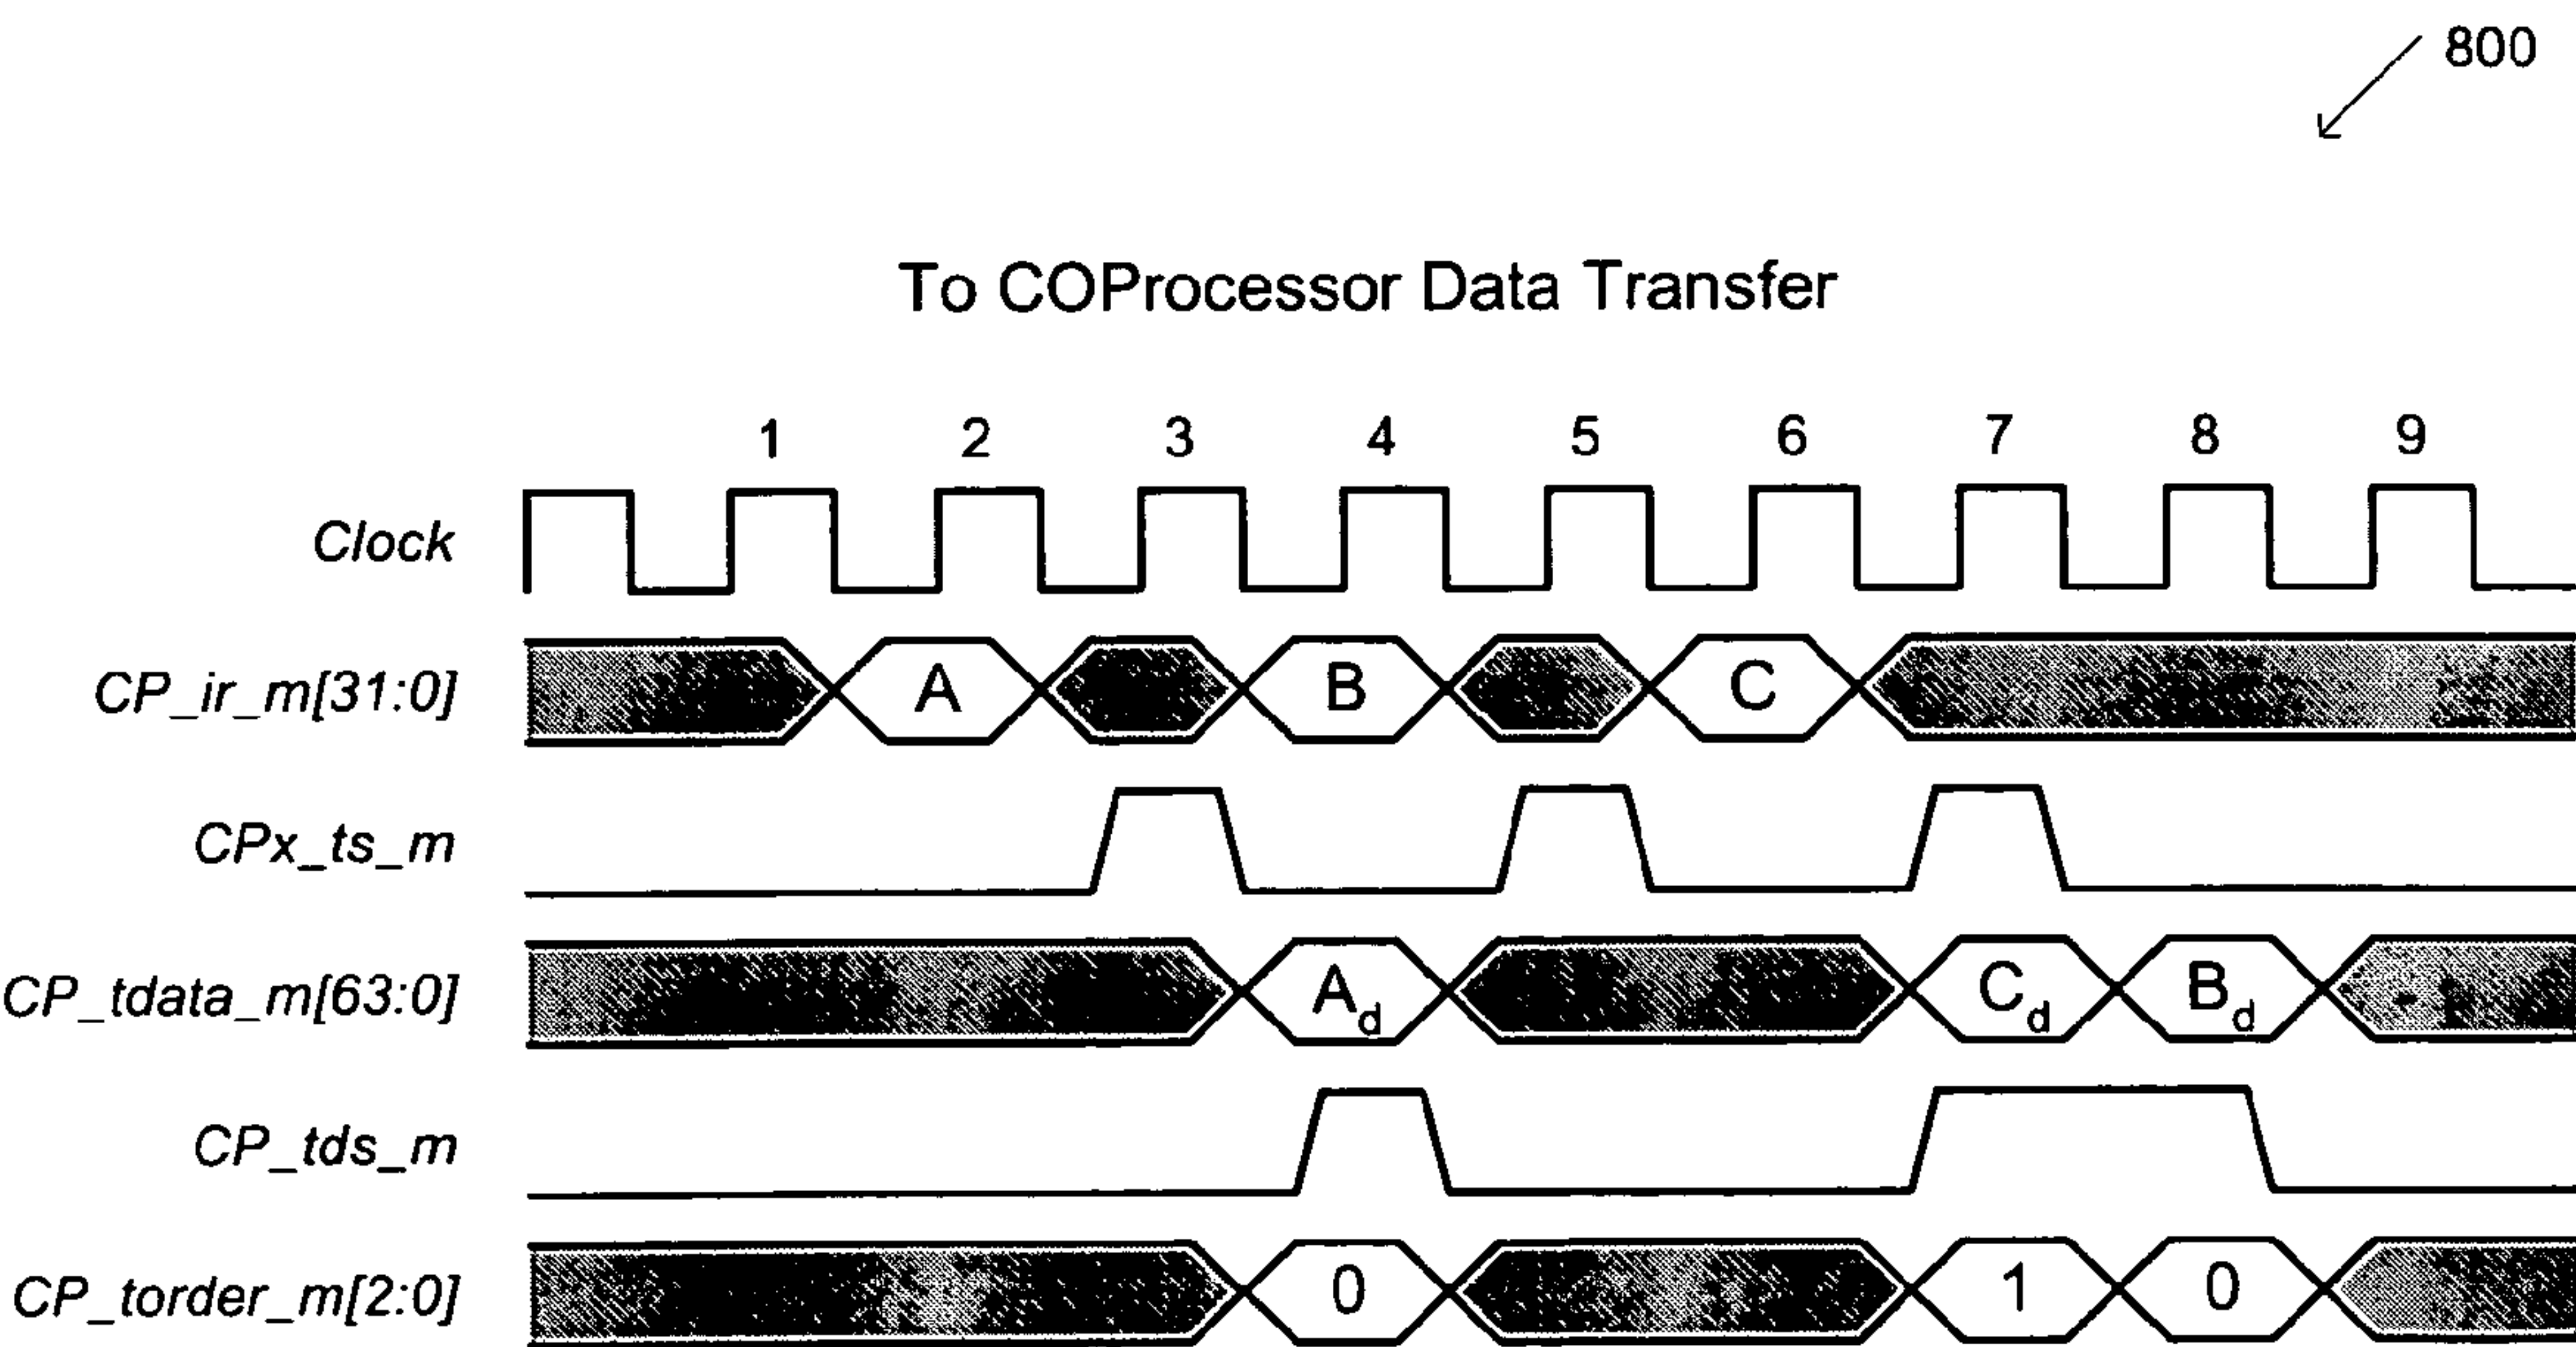 800
To COProcessor Data Transfer
1 2 3 4 5 6 7 8 9
Clock
CP_ir_m[31:0] A B C
CPx_ts_m
CP_tdata_m[63:0] Ad Cd Bd
CP_tds_m
CP_torder_m[2:0] 0 1 0